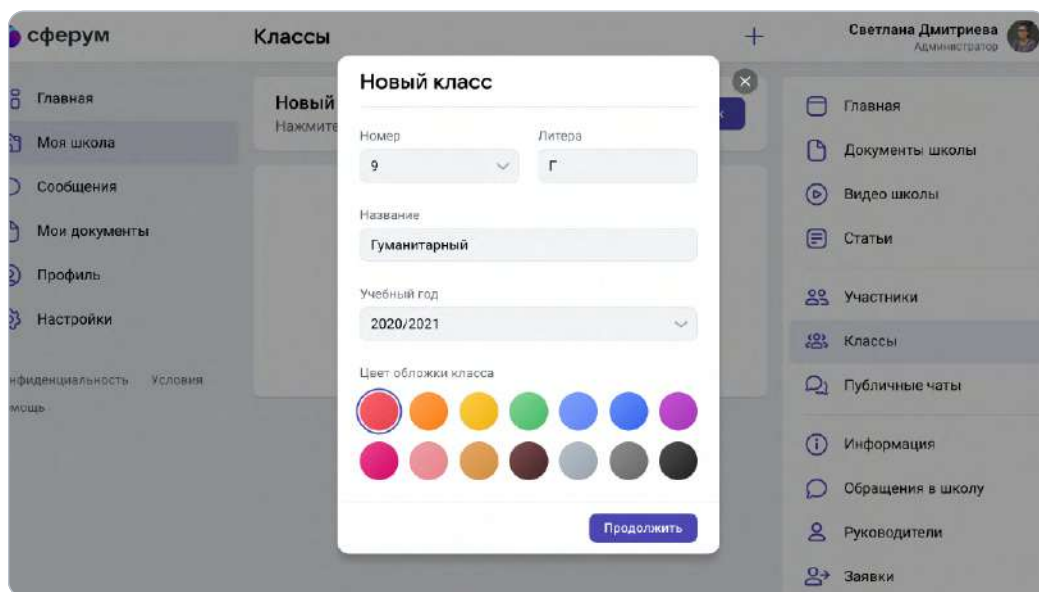 сферум
Классы
Светлана Дмитриева
Администратор
Главная
Моя школа
Сообщения
Мои документы
Профиль
Настройки
Условия
Новый
Нажмите
Новый класс
Номер
Литера
9
Г
Название
Гуманитарный
Учебный год
2020/2021
Цвет обложки класса
Продолжить
Главная
Документы школы
Видео школы
Статьи
Участники
Классы
Публичные чаты
Информация
Обращения в школу
Руководители
Заявки